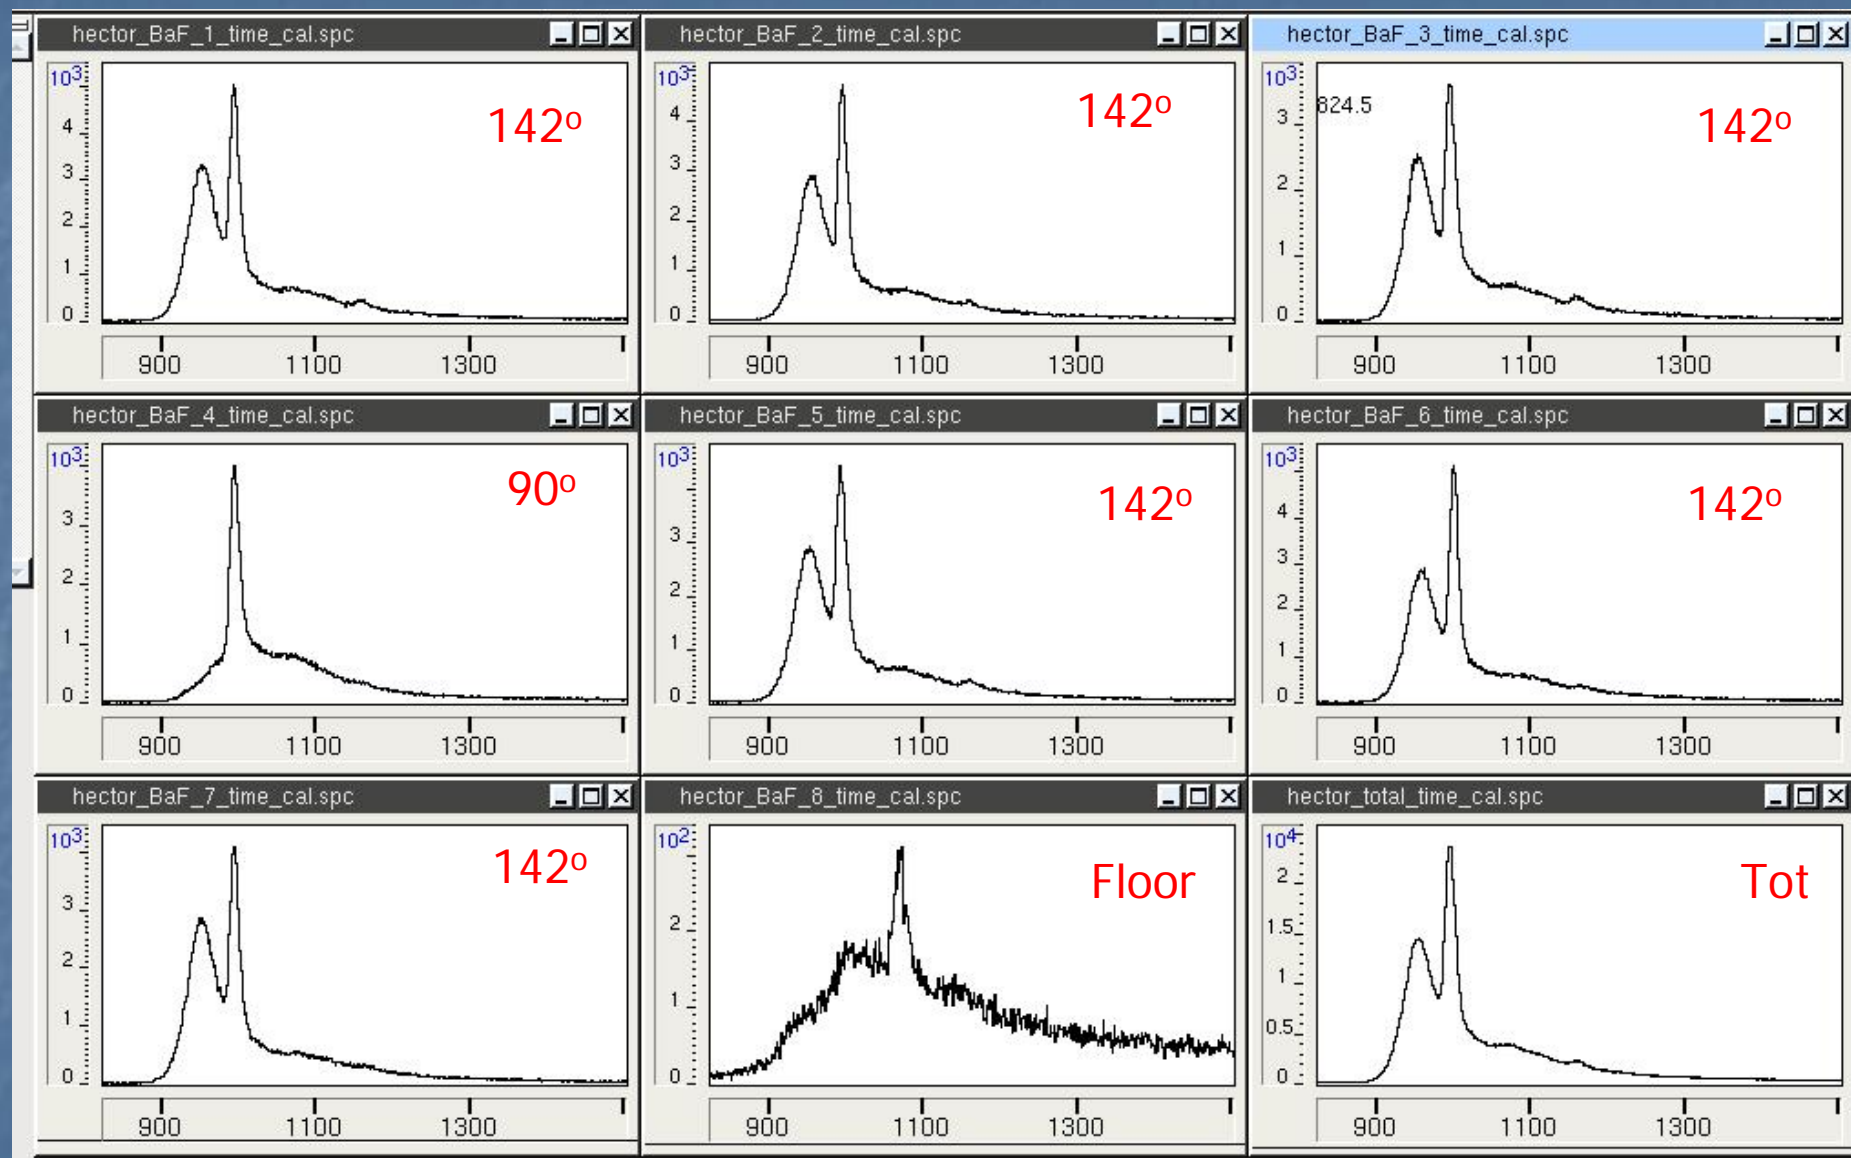 hector_BaF_1_time_cal.spc
10³
4
3
2
1
0
142º
900 1100 1300
hector_BaF_2_time_cal.spc
10³
4
3
2
1
0
142º
900 1100 1300
hector_BaF_3_time_cal.spc
10³
824.5
3
2
1
0
142º
900 1100 1300
hector_BaF_4_time_cal.spc
10³
3
2
1
0
90º
900 1100 1300
hector_BaF_5_time_cal.spc
10³
3
2
1
0
142º
900 1100 1300
hector_BaF_6_time_cal.spc
10³
4
3
2
1
0
142º
900 1100 1300
hector_BaF_7_time_cal.spc
10³
3
2
1
0
142º
900 1100 1300
hector_BaF_8_time_cal.spc
10²
2
1
0
Floor
900 1100 1300
hector_total_time_cal.spc
10⁴
2
1.5
1
0.5
0
Tot
900 1100 1300